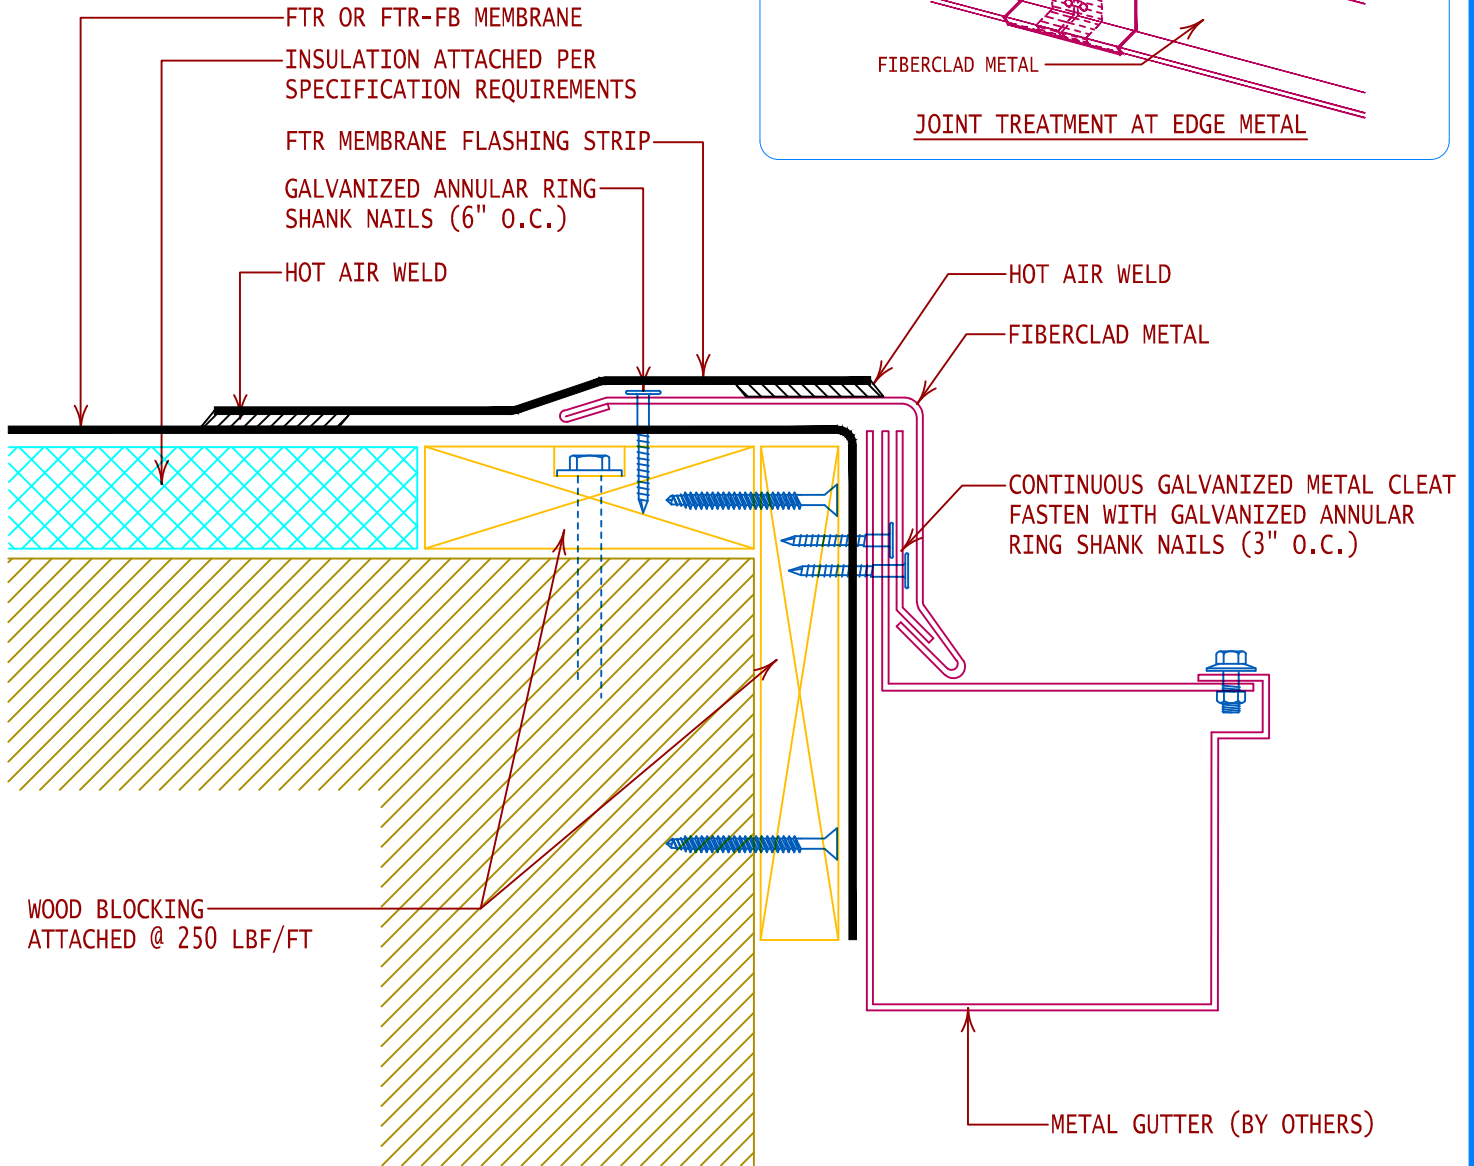 FTR OR FTR-FB MEMBRANE
INSULATION ATTACHED PER
SPECIFICATION REQUIREMENTS
FTR MEMBRANE FLASHING STRIP
GALVANIZED ANNULAR RING
SHANK NAILS (6" O.C.)
HOT AIR WELD
FIBERCLAD METAL
JOINT TREATMENT AT EDGE METAL
HOT AIR WELD
FIBERCLAD METAL
CONTINUOUS GALVANIZED METAL CLEAT
FASTEN WITH GALVANIZED ANNULAR
RING SHANK NAILS (3" O.C.)
WOOD BLOCKING
ATTACHED @ 250 LBF/FT
METAL GUTTER (BY OTHERS)